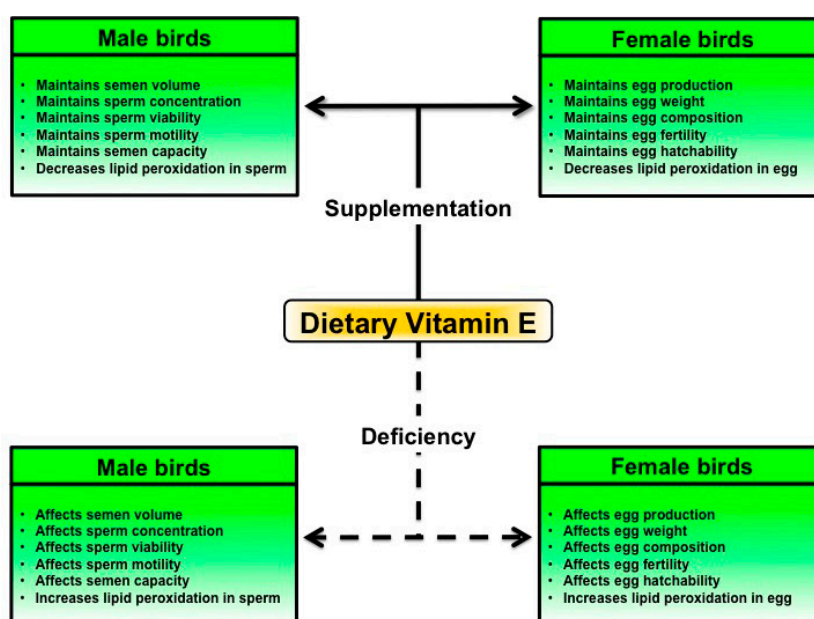 Male birds
• Maintains semen volume
• Maintains sperm concentration
• Maintains sperm viability
• Maintains sperm motility
• Maintains semen capacity
• Decreases lipid peroxidation in sperm
Female birds
• Maintains egg production
• Maintains egg weight
• Maintains egg composition
• Maintains egg fertility
• Maintains egg hatchability
• Decreases lipid peroxidation in egg
Supplementation
Dietary Vitamin E
Deficiency
Male birds
• Affects semen volume
• Affects sperm concentration
• Affects sperm viability
• Affects sperm motility
• Affects semen capacity
• Increases lipid peroxidation in sperm
Female birds
• Affects egg production
• Affects egg weight
• Affects egg composition
• Affects egg fertility
• Affects egg hatchability
• Increases lipid peroxidation in egg